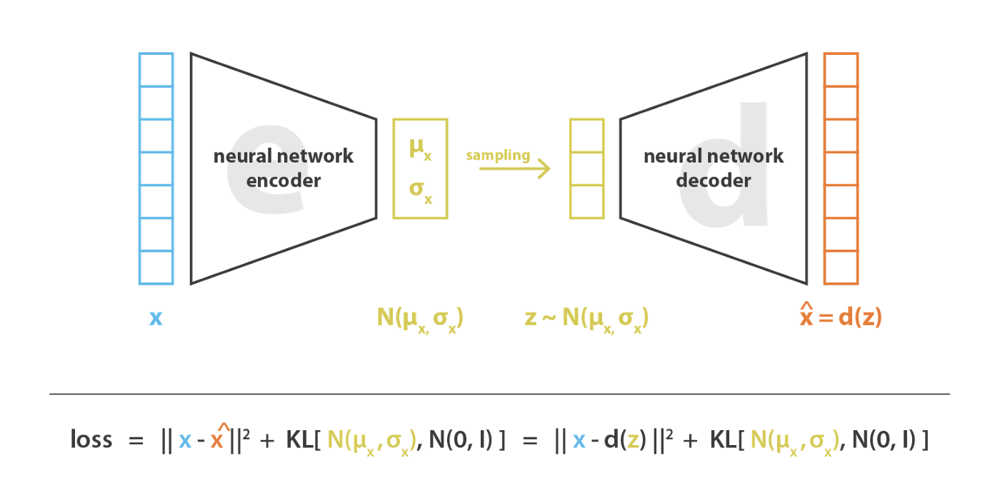 e
d
neural network
encoder
μx
σx
sampling
neural network
decoder
x
N(μx, σx)
z ~ N(μx, σx)
x̂ = d(z)
loss = || x - x̂ ||² + KL[ N(μx, σx), N(0, I) ] = || x - d(z) ||² + KL[ N(μx, σx), N(0, I) ]